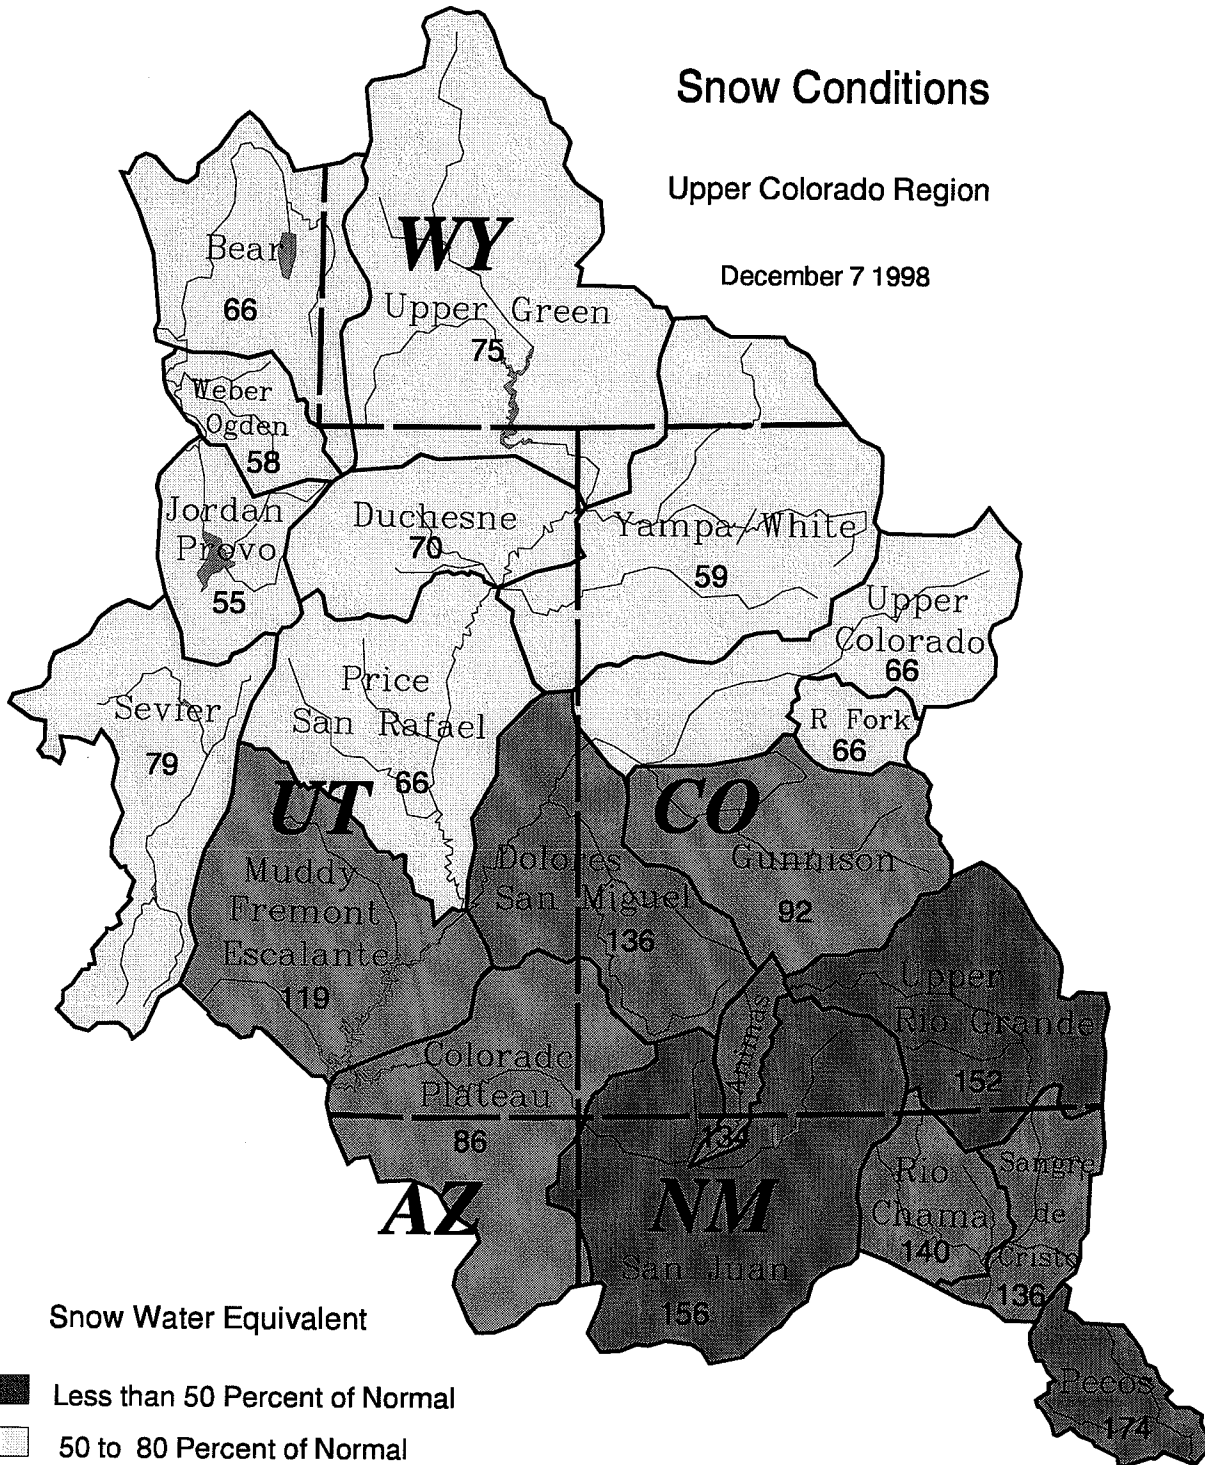 Snow Conditions
Upper Colorado Region
December 7 1998
WY
Bear
66
Upper Green
75
Weber
Ogden
58
Jordan
Provo
55
Duchesne
70
Yampa/White
59
Upper
Colorado
66
R Fork
66
Price
San Rafael
66
Sevier
79
UT
CO
Muddy
Fremont
Escalante
119
Dolores
San Miguel
136
Gunnison
92
Upper
Rio Grande
152
Animas
134
Colorado
Plateau
86
AZ
NM
San Juan
156
Rio
Chama
140
Sangre
de
Cristo
136
Pecos
174
Snow Water Equivalent
Less than 50 Percent of Normal
50 to 80 Percent of Normal